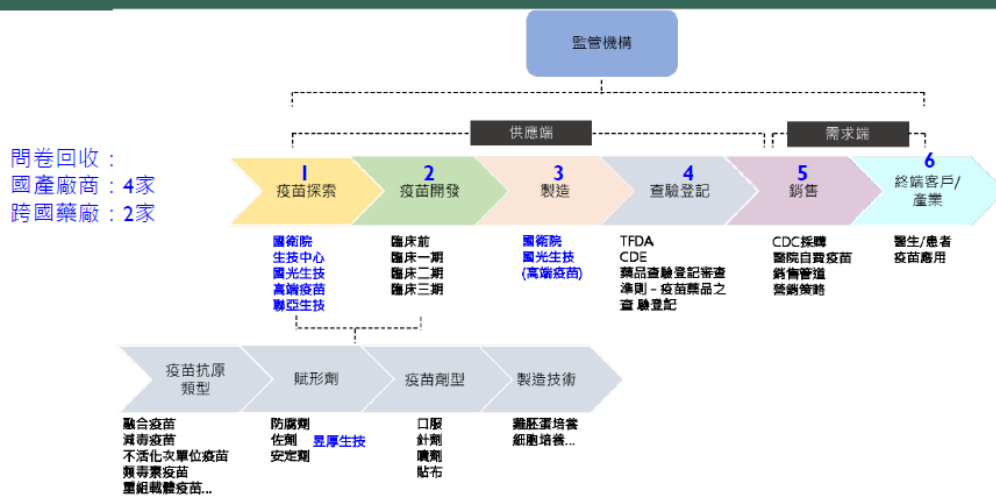 監管機構
供應端
需求端
問卷回收：
國產廠商：4家
跨國藥廠：2家
1
疫苗探索
2
疫苗開發
3
製造
4
查驗登記
5
銷售
6
終端客戶/
產業
國衛院
生技中心
國光生技
高端疫苗
聯亞生技
臨床前
臨床一期
臨床二期
臨床三期
國衛院
國光生技
(高端疫苗)
TFDA
CDE
藥品查驗登記審查
準則–疫苗藥品之
查 驗登記
CDC採購
醫院自費疫苗
銷售管道
營銷策略
醫生/患者
疫苗應用
疫苗抗原
類型
賦形劑
疫苗劑型
製造技術
融合疫苗
減毒疫苗
不活化次單位疫苗
類毒素疫苗
重組載體疫苗...
防腐劑
佐劑
安定劑
昱厚生技
口服
針劑
噴劑
貼布
雞胚蛋培養
細胞培養...